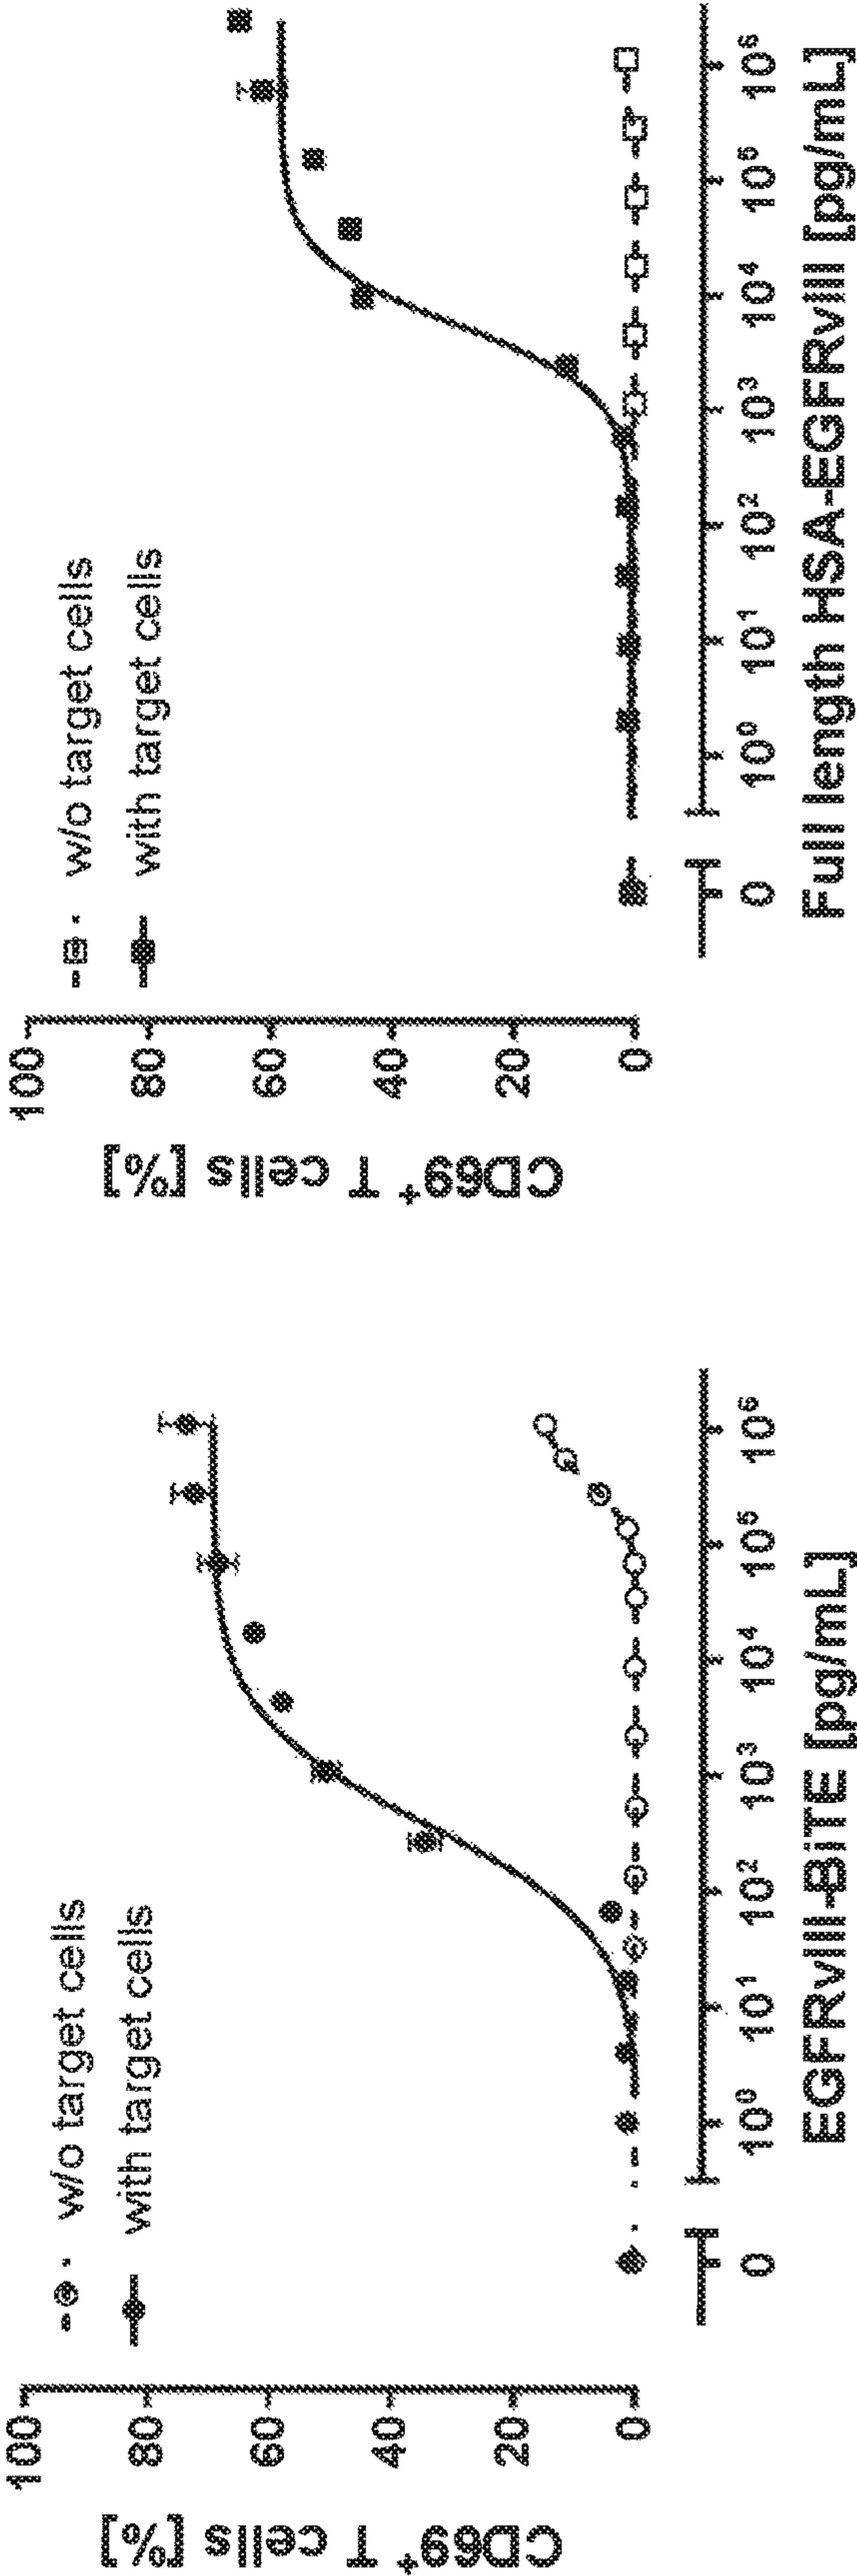 CD69⁺ T cells [%]
100
80
60
40
20
0
w/o target cells
with target cells
0 10⁰ 10¹ 10² 10³ 10⁴ 10⁵ 10⁶
EGFRvIII-BiTE [pg/mL]
CD69⁺ T cells [%]
100
80
60
40
20
0
w/o target cells
with target cells
0 10⁰ 10¹ 10² 10³ 10⁴ 10⁵ 10⁶
Full length HSA-EGFRvIII [pg/mL]